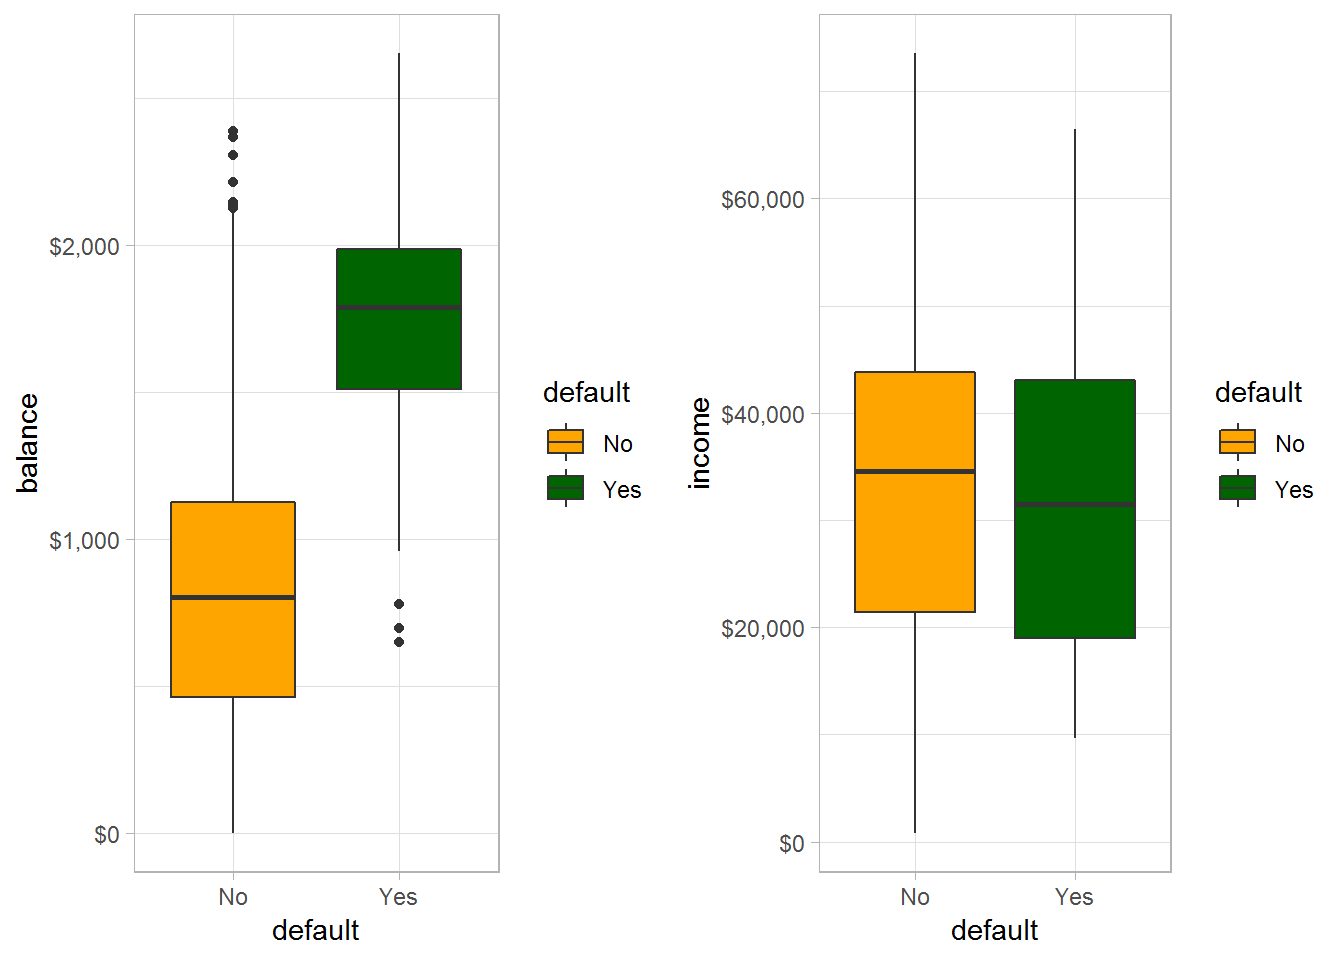 balance
$2,000
$1,000
$0
No
Yes
default
default
No
Yes
income
$60,000
$40,000
$20,000
$0
No
Yes
default
default
No
Yes